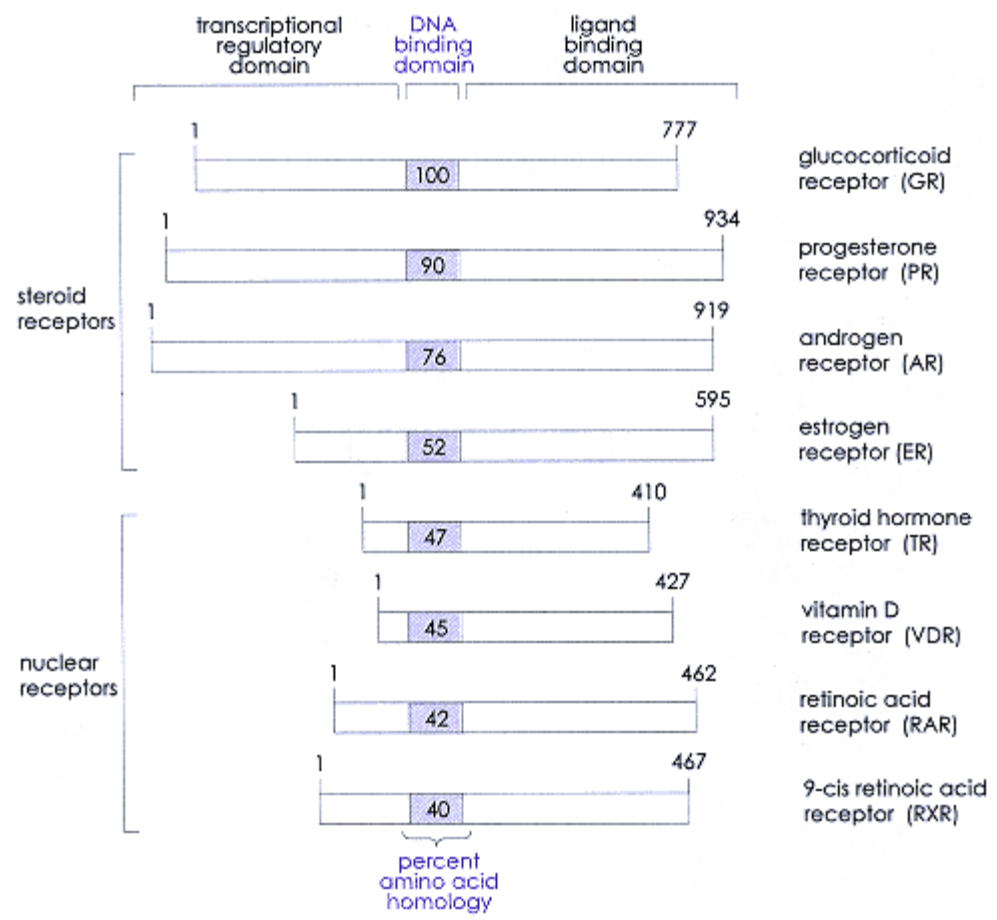 transcriptional
regulatory
domain
DNA
binding
domain
ligand
binding
domain
1
777
100
glucocorticoid
receptor (GR)
1
934
90
progesterone
receptor (PR)
steroid
receptors
1
919
76
androgen
receptor (AR)
1
595
52
estrogen
receptor (ER)
1
410
47
thyroid hormone
receptor (TR)
1
427
45
vitamin D
receptor (VDR)
nuclear
receptors
1
462
42
retinoic acid
receptor (RAR)
1
467
40
9-cis retinoic acid
receptor (RXR)
percent
amino acid
homology